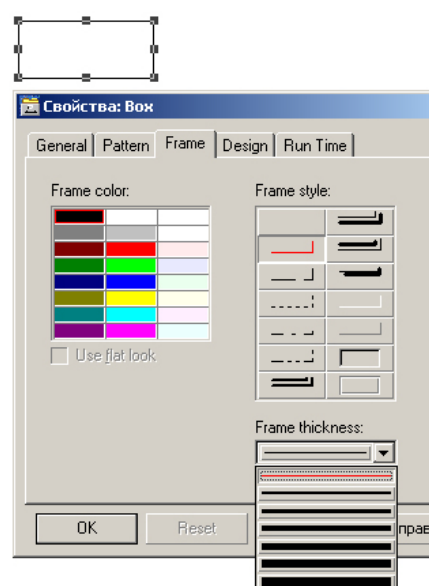 Свойства: Box
General Pattern Frame Design Run Time
Frame color: Frame style:
Use flat look
Frame thickness:
OK Reset прав